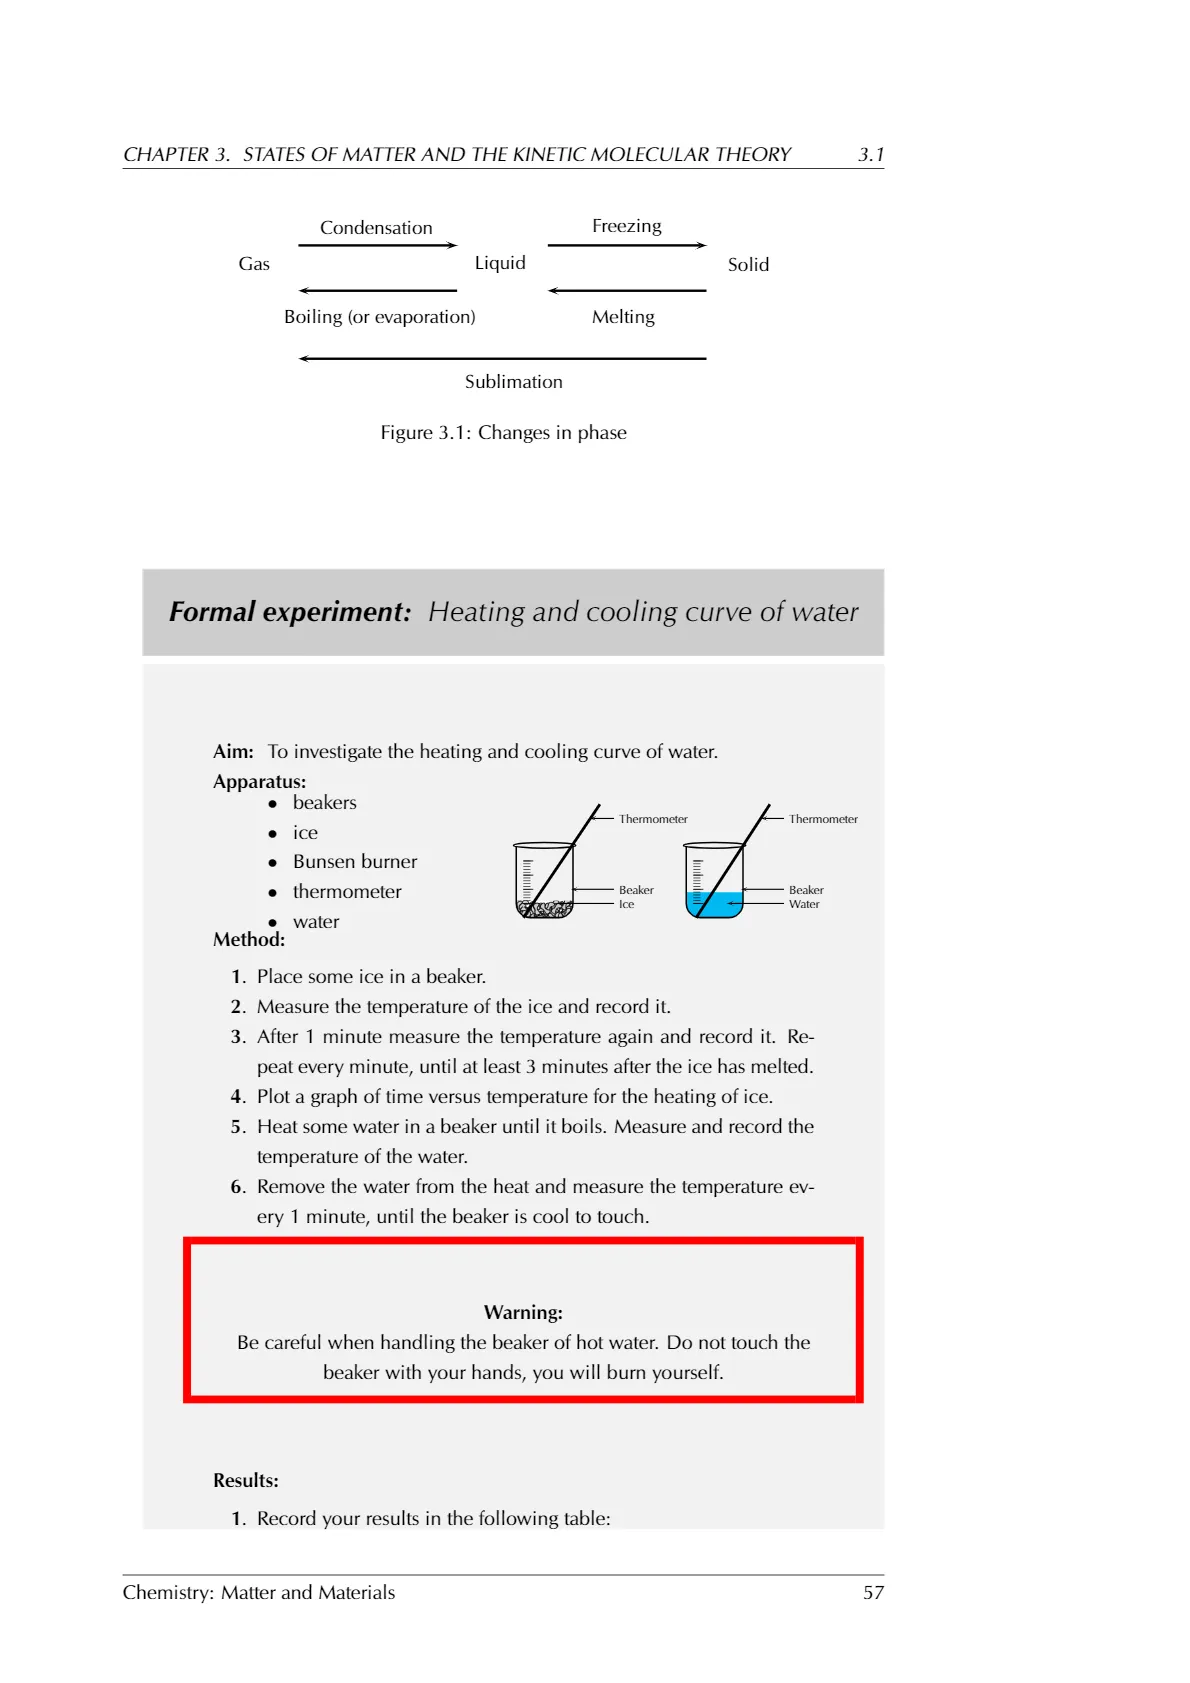 CHAPTER 3. STATES OF MATTER AND THE KINETIC MOLECULAR THEORY 3.1
Condensation Freezing
Gas Liquid Solid
Boiling (or evaporation) Melting
Sublimation
Figure 3.1: Changes in phase
Formal experiment: Heating and cooling curve of water
Aim: To investigate the heating and cooling curve of water.
Apparatus:
• beakers
• ice
• Bunsen burner
• thermometer
• water
Thermometer
Beaker
Ice
Thermometer
Beaker
Water
Method:
1. Place some ice in a beaker.
2. Measure the temperature of the ice and record it.
3. After 1 minute measure the temperature again and record it. Re-
peat every minute, until at least 3 minutes after the ice has melted.
4. Plot a graph of time versus temperature for the heating of ice.
5. Heat some water in a beaker until it boils. Measure and record the
temperature of the water.
6. Remove the water from the heat and measure the temperature ev-
ery 1 minute, until the beaker is cool to touch.
Warning:
Be careful when handling the beaker of hot water. Do not touch the
beaker with your hands, you will burn yourself.
Results:
1. Record your results in the following table:
Chemistry: Matter and Materials 57